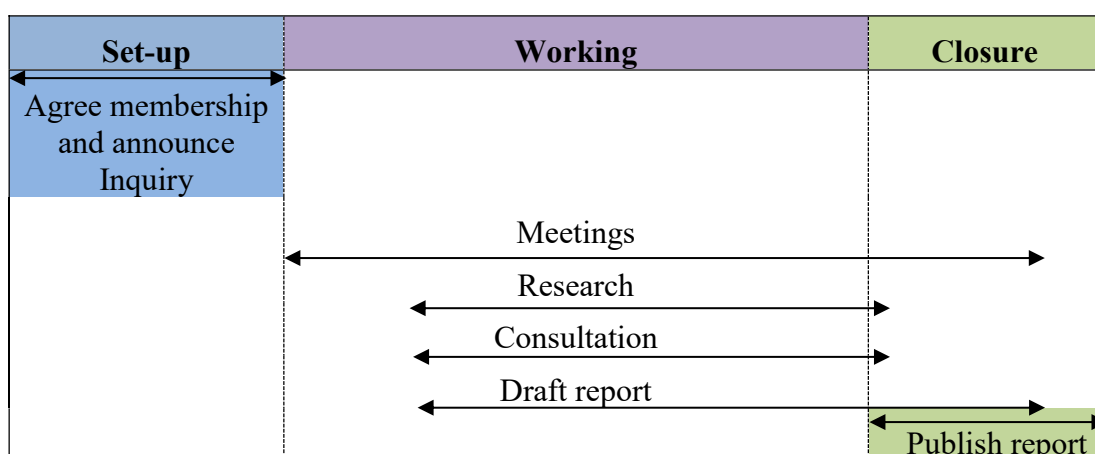 Set-up Working Closure
Agree membership
and announce
Inquiry
Meetings
Research
Consultation
Draft report
Publish report